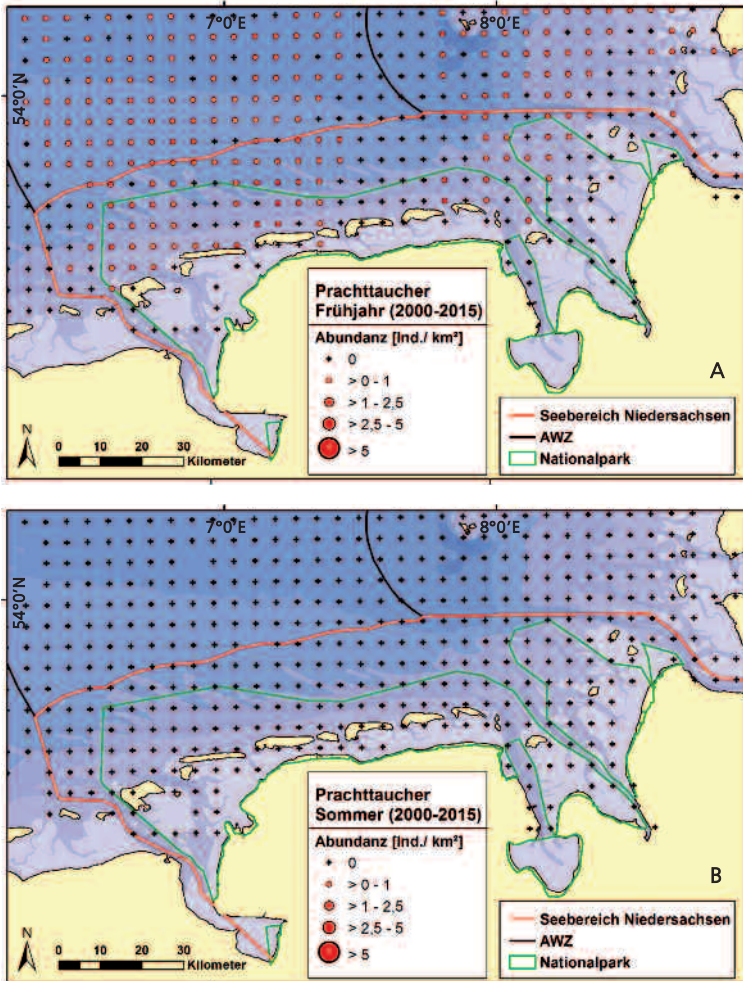 7°0´E
8°0´E
54°0´N
Prachttaucher
Frühjahr (2000-2015)
Abundanz [Ind./ km²]
0
> 0 - 1
> 1 - 2,5
> 2,5 - 5
> 5
A
Seebereich Niedersachsen
AWZ
Nationalpark
N
0 10 20 30
Kilometer
7°0´E
8°0´E
54°0´N
Prachttaucher
Sommer (2000-2015)
Abundanz [Ind./ km²]
0
> 0 - 1
> 1 - 2,5
> 2,5 - 5
> 5
B
Seebereich Niedersachsen
AWZ
Nationalpark
N
0 10 20 30
Kilometer